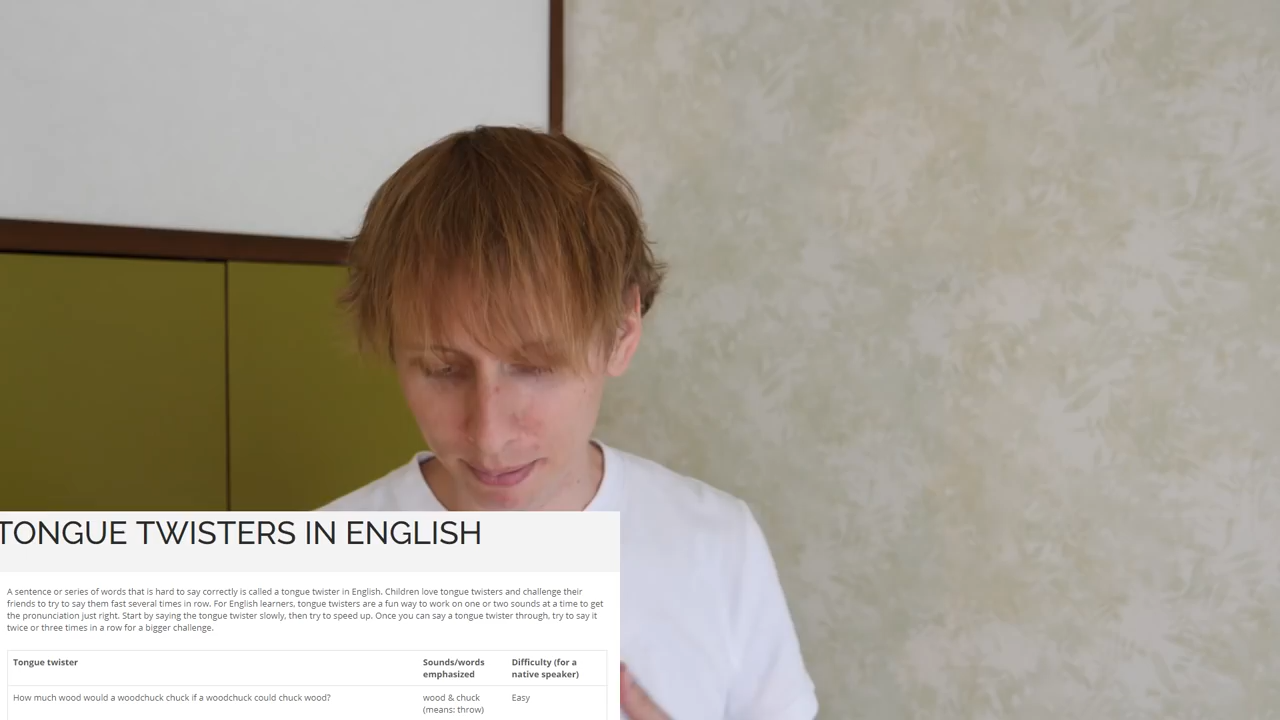 TONGUE TWISTERS IN ENGLISH
A sentence or series of words that is hard to say correctly is called a tongue twister in English. Children love tongue twisters and challenge their
friends to try to say them fast several times in row. For English learners, tongue twisters are a fun way to work on one or two sounds at a time to get
the pronunciation just right. Start by saying the tongue twister slowly, then try to speed up. Once you can say a tongue twister through, try to say it
twice or three times in a row for a bigger challenge.
Tongue twister Sounds/words Difficulty (for a
emphasized native speaker)
How much wood would a woodchuck chuck if a woodchuck could chuck wood? wood & chuck Easy
(means: throw)